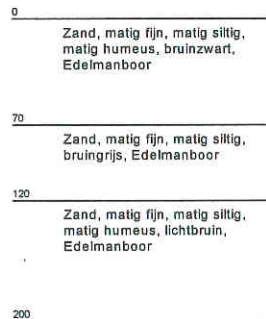 0
Zand, matig fijn, matig siltig,
matig humeus, bruinzwart,
Edelmanboor
70
Zand, matig fijn, matig siltig,
bruingrijs, Edelmanboor
120
Zand, matig fijn, matig siltig,
matig humeus, lichtbruin,
Edelmanboor
200